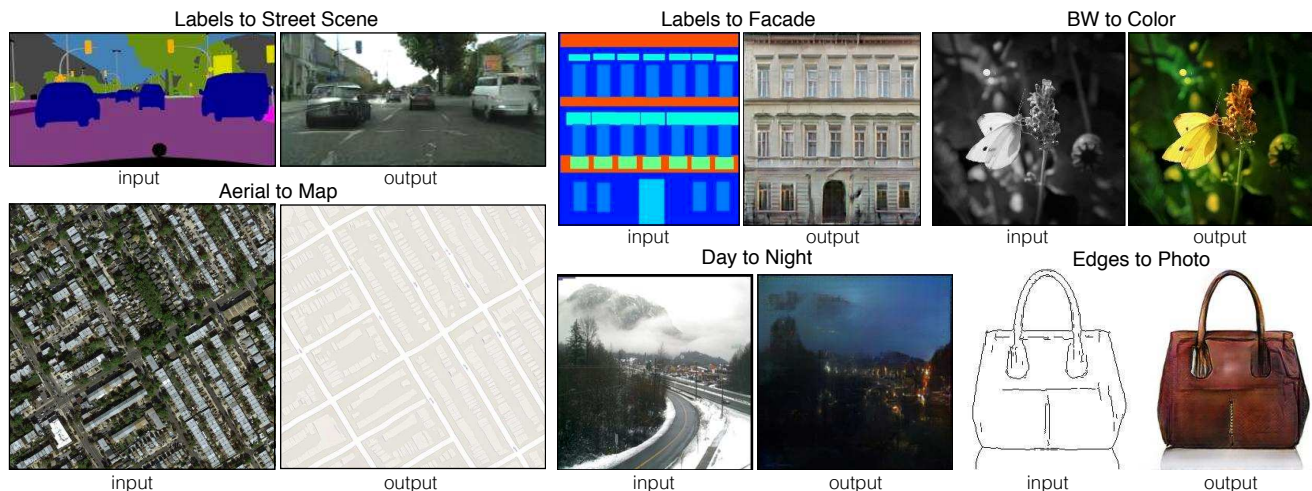 Labels to Street Scene
input
output
Aerial to Map
input
output
Labels to Facade
input
output
BW to Color
input
output
Day to Night
input
output
Edges to Photo
input
output